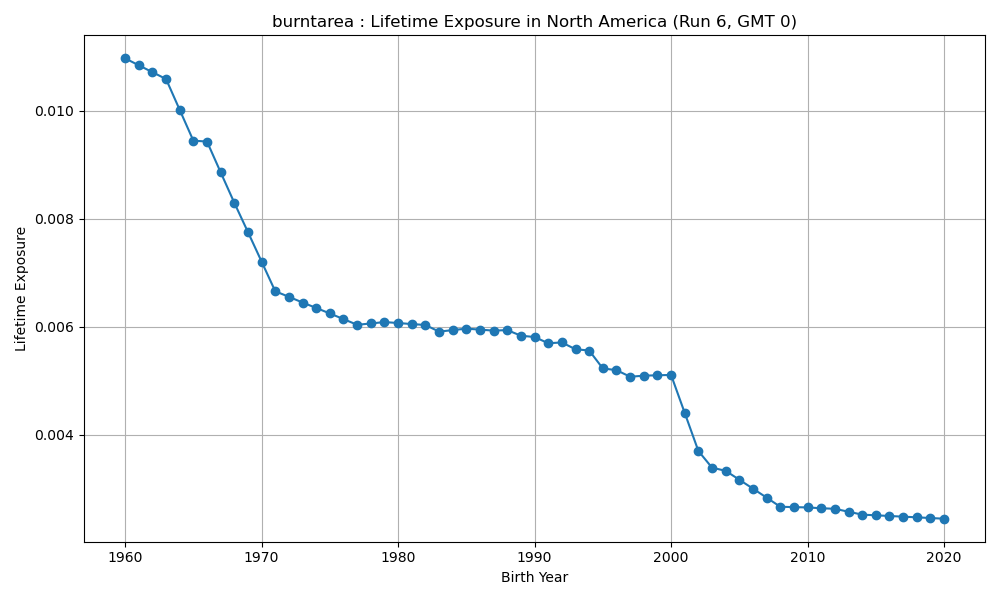 burntarea : Lifetime Exposure in North America (Run 6, GMT 0)
0.010
0.008
0.006
0.004
Lifetime Exposure
1960 1970 1980 1990 2000 2010 2020
Birth Year